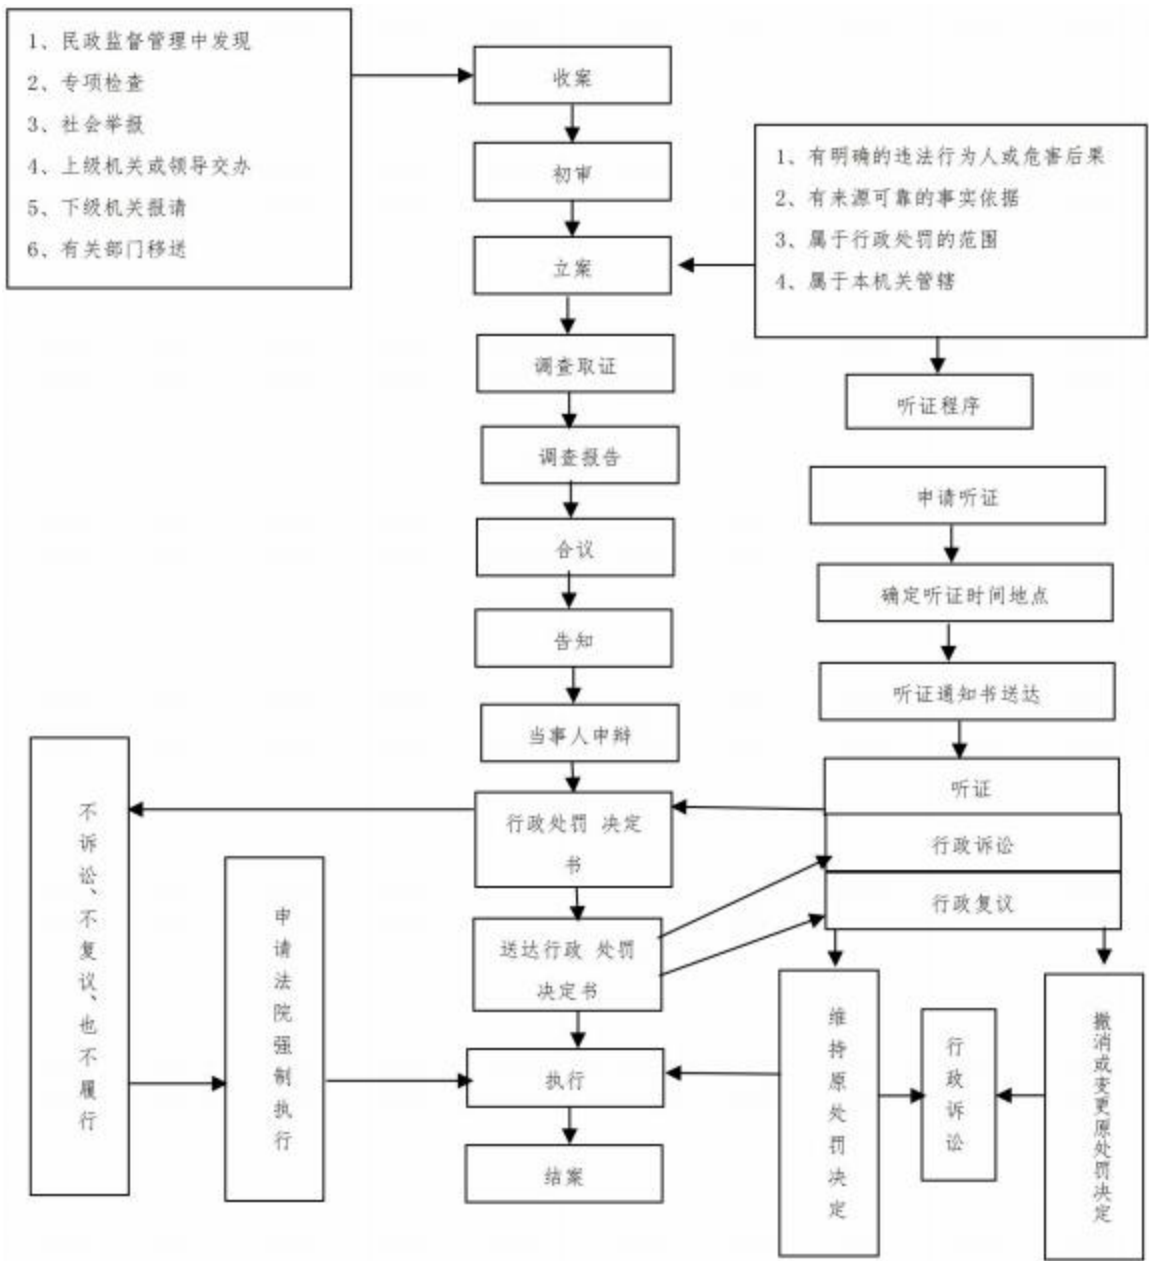 1、民政监督管理中发现
2、专项检查
3、社会举报
4、上级机关或领导交办
5、下级机关报请
6、有关部门移送
收案
初审
立案
1、有明确的违法行为人或危害后果
2、有来源可靠的事实依据
3、属于行政处罚的范围
4、属于本机关管辖
调查取证
听证程序
调查报告
申请听证
合议
确定听证时间地点
告知
听证通知书送达
当事人申辩
听证
行政处罚 决定
书
行政诉讼
行政复议
送达行政 处罚
决定书
不诉讼、不复议、也不履行
申请法院强制执行
执行
结案
维持原处罚决定
行政诉讼
撤消或变更原处罚决定